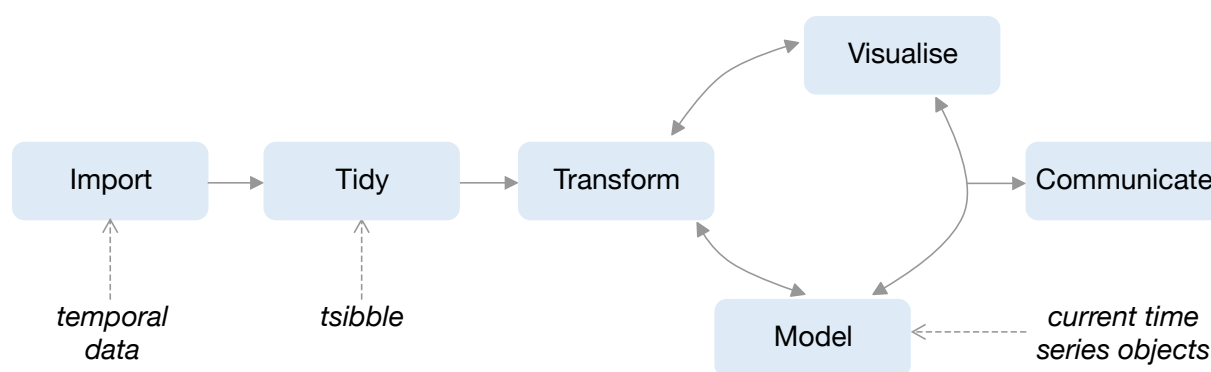 Visualise
Import
Tidy
Transform
Communicate
temporal
data
tsibble
Model
current time
series objects